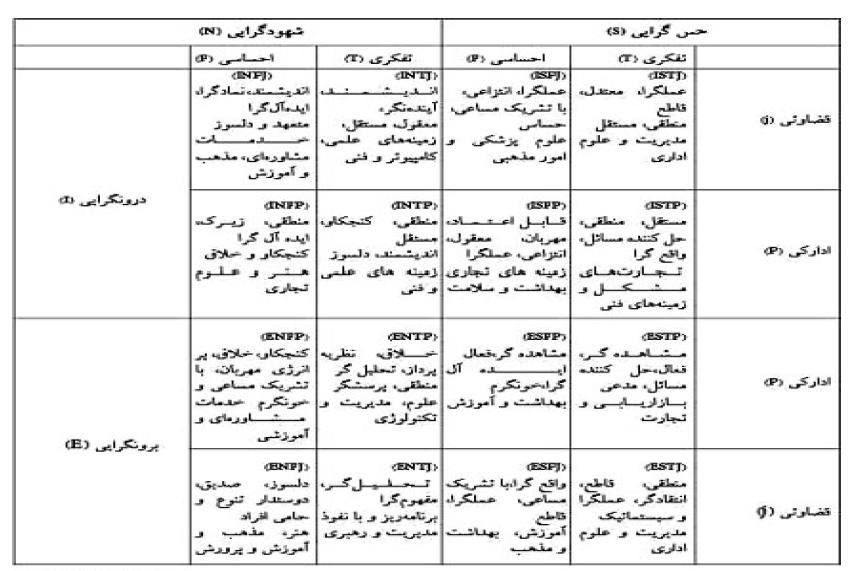 حس گرایی (S)
شهودگرایی (N)
تفکری (T)
احساسی (F)
تفکری (T)
احساسی (F)
قضاوتی (J)
(ISTJ)
عملگرا، معتدل،
قاطع
منطقی، مستقل
مدیریت و علوم
اداری
(ISFJ)
عملگرا، انتزاعی،
با تشریک مساعی،
حساس
علوم پزشکی و
امور مذهبی
(INTJ)
اندیشمند،
آینده‌نگر،
معقول، مستقل،
زمینه‌های علمی،
کامپیوتر و فنی
(INFJ)
اندیشمند،نمادگرا،
ایده‌آل‌گرا
متعهد و دلسوز
خدمات
مشاوره‌ای، مذهب
و آموزش
درونگرایی (I)
ادارکی (P)
(ISTP)
مستقل، منطقی،
حل کننده مسائل،
واقع گرا
تجارت‌های
مشکل و
زمینه‌های فنی
(ISFP)
قابل اعتماد،
مهربان، معقول،
انتزاعی، عملگرا
زمینه های تجاری
بهداشت و سلامت
(INTP)
منطقی، کنجکاو،
مستقل
اندیشمند، دلسوز
زمینه های علمی
و فنی
(INFP)
منطقی، زیرک،
ایده آل گرا
کنجکاو و خلاق
هنر و علوم
تجاری
ادارکی (P)
(ESTP)
مشاهده گر،
فعال،حل کننده
مسائل، مدعی
بازاریابی و
تجارت
(ESFP)
مشاهده گر،فعال
ایده آل
گرا،خونگرم
بهداشت و آموزش
(ENTP)
خلاق، نظریه
پرداز، تحلیل گر
منطقی، پرسشگر
علوم، مدیریت و
تکنولوژی
(ENFP)
کنجکاو، خلاق، پر
انرژی مهربان، با
تشریک مساعی و
خونگرم خدمات
مشاوره‌ای و
آموزشی
برونگرایی (E)
قضاوتی (J)
(ESTJ)
منطقی، قاطع،
انتقادگر، عملگرا
و سیستماتیک
مدیریت و علوم
اداری
(ESFJ)
واقع گرا،با تشریک
مساعی، عملگرا،
قاطع
آموزش، بهداشت
و مذهب
(ENTJ)
تحلیل‌گر،
مفهوم‌گرا
برنامه‌ریز و با نفوذ
مدیریت و رهبری
(ENFJ)
دلسوز، صدیق،
دوستدار تنوع و
حامی افراد
هنر، مذهب و
آموزش و پرورش